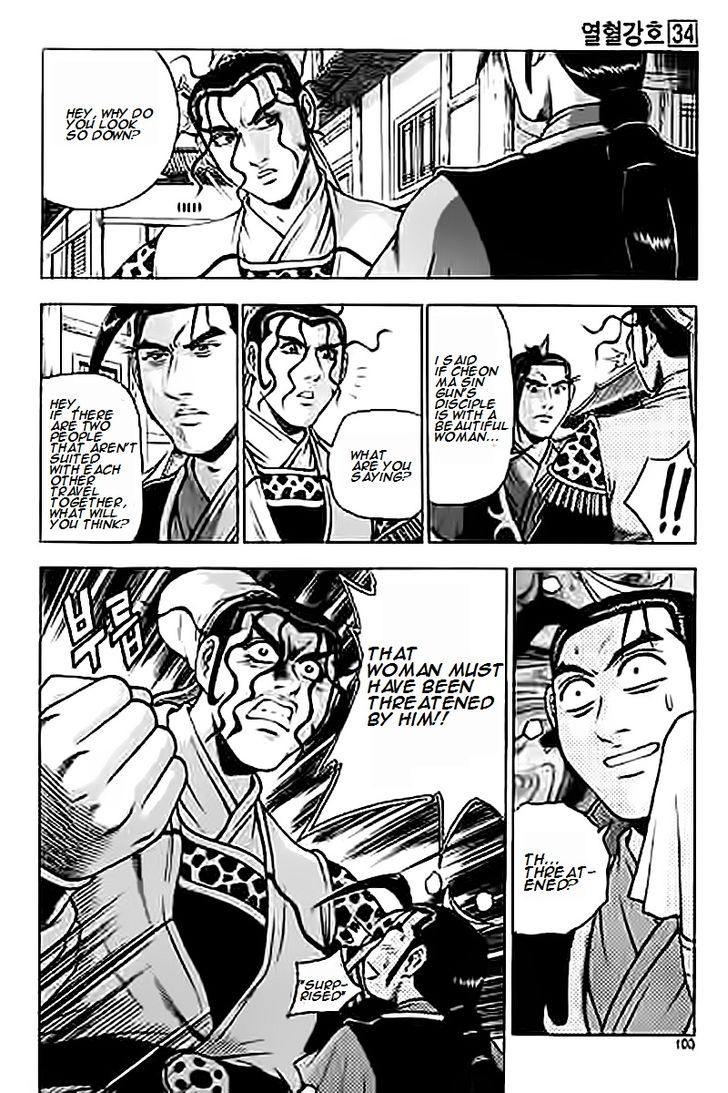 열혈강호 34
HEY, WHY DO
YOU LOOK
SO DOWN?
HEY,
IF THERE
ARE TWO
PEOPLE
THAT AREN'T
SUITED
WITH EACH
OTHER
TRAVEL
TOGETHER,
WHAT WILL
YOU THINK?
WHAT
ARE YOU
SAYING?
I SAID
IF CHEON
MA SIN
GUN'S
DISCIPLE
IS WITH A
BEAUTIFUL
WOMAN...
!!
부릅
THAT
WOMAN MUST
HAVE BEEN
THREATENED
BY HIM!!
"SURP-
RISED"
TH...
THREAT-
ENED?